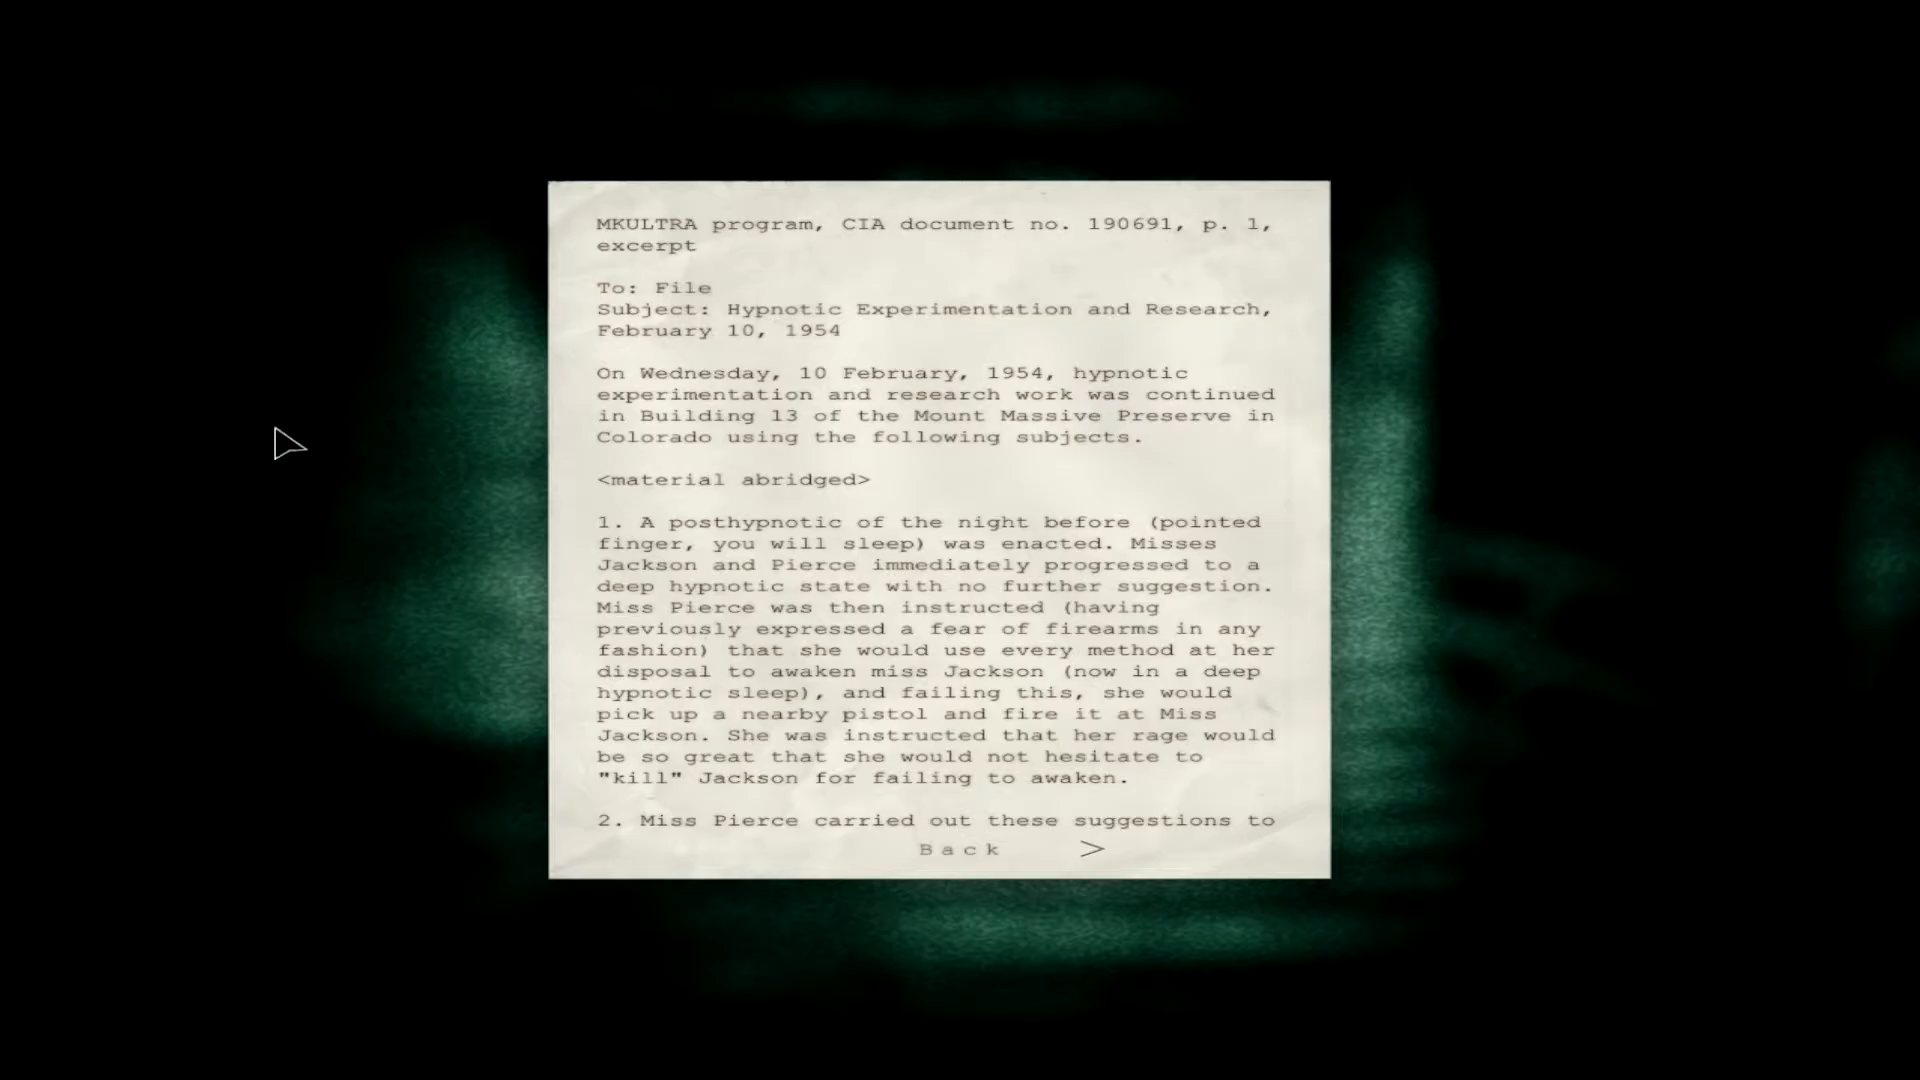 MKULTRA program, CIA document no. 190691, p. 1,
excerpt
To: File
Subject: Hypnotic Experimentation and Research,
February 10, 1954
On Wednesday, 10 February, 1954, hypnotic
experimentation and research work was continued
in Building 13 of the Mount Massive Preserve in
Colorado using the following subjects.
<material abridged>
1. A posthypnotic of the night before (pointed
finger, you will sleep) was enacted. Misses
Jackson and Pierce immediately progressed to a
deep hypnotic state with no further suggestion.
Miss Pierce was then instructed (having
previously expressed a fear of firearms in any
fashion) that she would use every method at her
disposal to awaken miss Jackson (now in a deep
hypnotic sleep), and failing this, she would
pick up a nearby pistol and fire it at Miss
Jackson. She was instructed that her rage would
be so great that she would not hesitate to
"kill" Jackson for failing to awaken.
2. Miss Pierce carried out these suggestions to
Back >